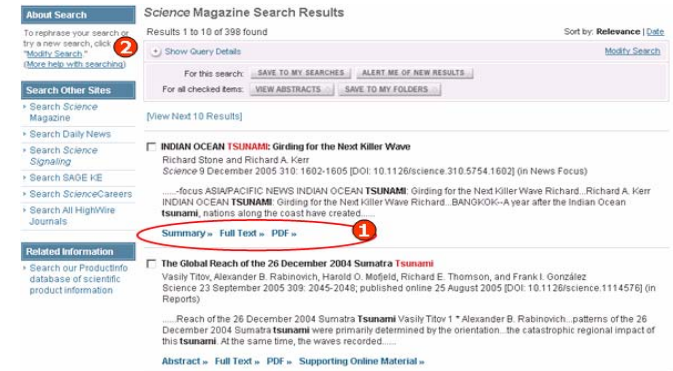 About Search
To rephrase your search or
try a new search, click
"Modify Search."
(More help with searching)
2
Search Other Sites
Search Science
Magazine
Search Daily News
Search Science
Signaling
Search SAGE KE
Search ScienceCareers
Search All HighWire
Journals
Related Information
Search our ProductInfo
database of scientific
product information
Science Magazine Search Results
Results 1 to 10 of 398 found
Sort by: Relevance | Date
Show Query Details
Modify Search
For this search: SAVE TO MY SEARCHES ALERT ME OF NEW RESULTS
For all checked items: VIEW ABSTRACTS SAVE TO MY FOLDERS
[View Next 10 Results]
INDIAN OCEAN TSUNAMI: Girding for the Next Killer Wave
Richard Stone and Richard A. Kerr
Science 9 December 2005 310: 1602-1605 [DOI: 10.1126/science.310.5754.1602] (in News Focus)
......-focus ASIA/PACIFIC NEWS INDIAN OCEAN TSUNAMI: Girding for the Next Killer Wave Richard...Richard A. Kerr
INDIAN OCEAN TSUNAMI: Girding for the Next Killer Wave Richard...BANGKOK--A year after the Indian Ocean
tsunami, nations along the coast have created......
Summary » Full Text » PDF »
1
The Global Reach of the 26 December 2004 Sumatra Tsunami
Vasily Titov, Alexander B. Rabinovich, Harold O. Mofjeld, Richard E. Thomson, and Frank I. González
Science 23 September 2005 309: 2045-2048; published online 25 August 2005 [DOI: 10.1126/science.1114576] (in
Reports)
......Reach of the 26 December 2004 Sumatra Tsunami Vasily Titov 1 * Alexander B. Rabinovich...patterns of the 26
December 2004 Sumatra tsunami were primarily determined by the orientation...the catastrophic regional impact of
this tsunami. At the same time, the waves recorded......
Abstract » Full Text » PDF » Supporting Online Material »